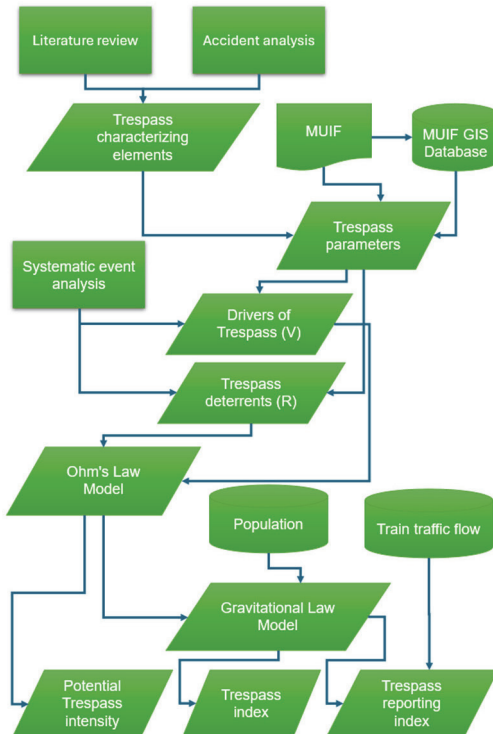 Literature review
Accident analysis
Trespass
characterizing
elements
MUIF
MUIF GIS
Database
Trespass
parameters
Systematic event
analysis
Drivers of
Trespass (V)
Trespass
deterrents (R)
Ohm's Law
Model
Population
Train traffic flow
Gravitational Law
Model
Potential
Trespass
intensity
Trespass
index
Trespass
reporting
index